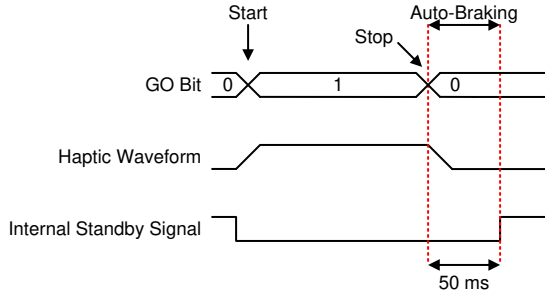 Start
Auto-Braking
Stop
GO Bit 0 1 0
Haptic Waveform
Internal Standby Signal
50 ms